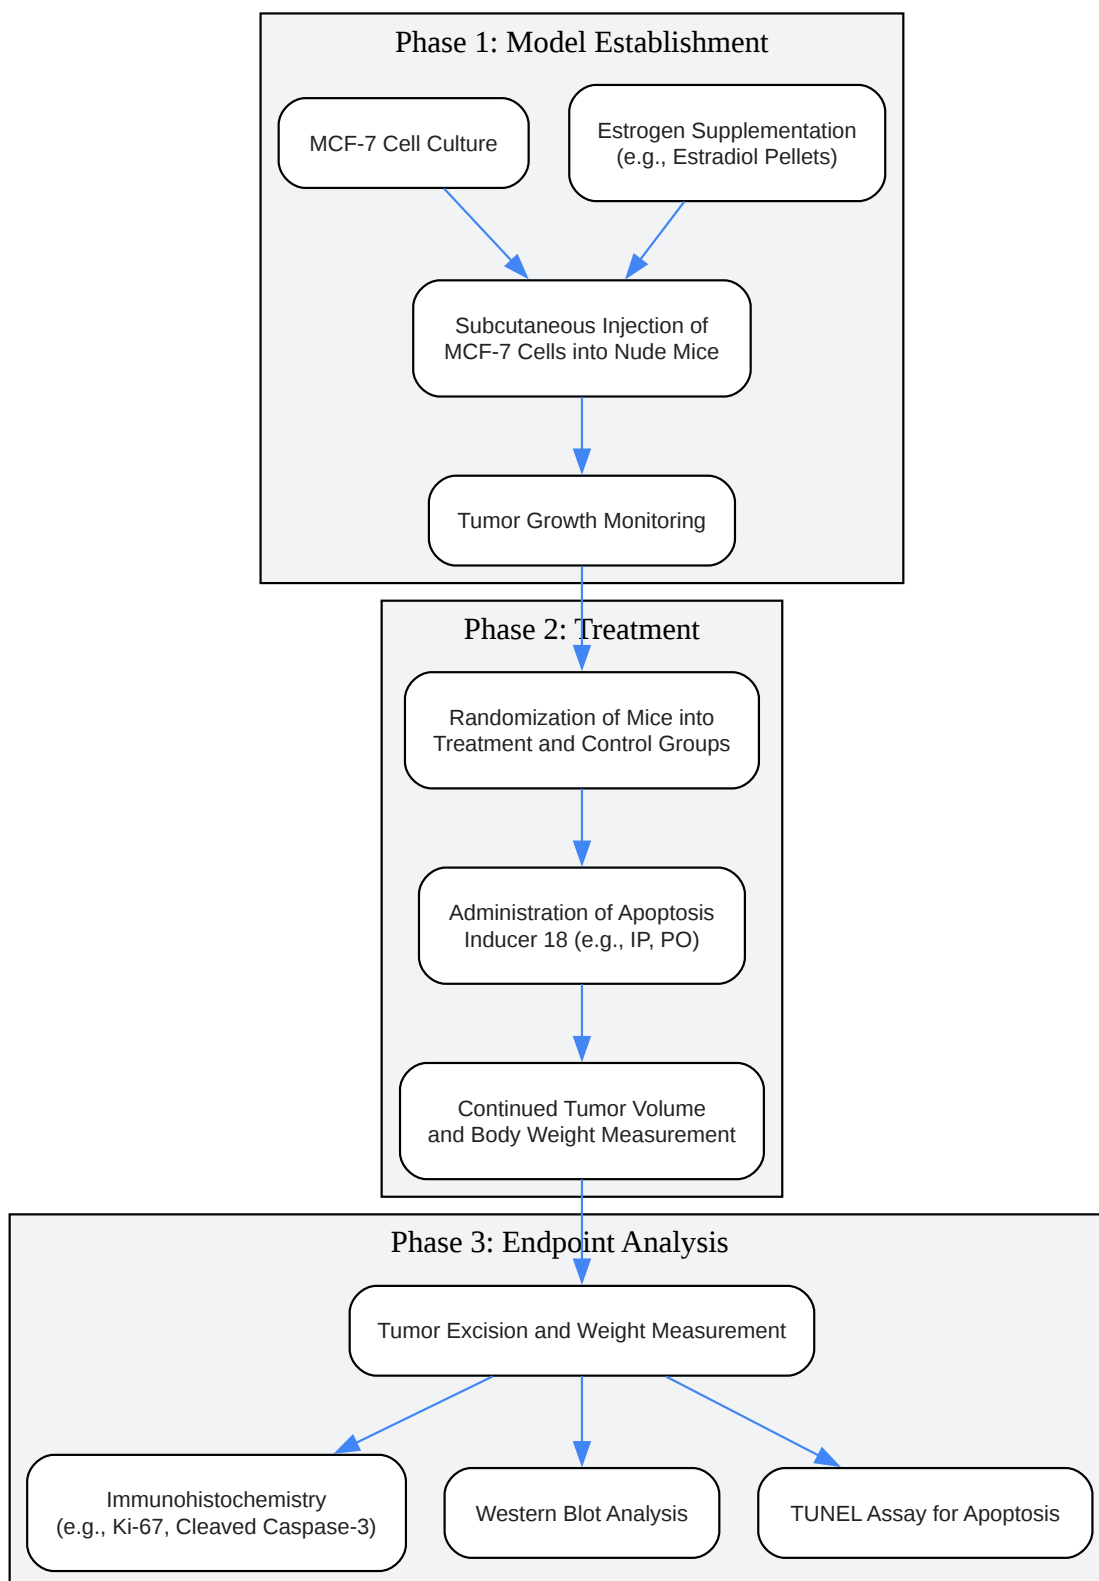 Phase 1: Model Establishment
MCF-7 Cell Culture
Estrogen Supplementation
(e.g., Estradiol Pellets)
Subcutaneous Injection of
MCF-7 Cells into Nude Mice
Tumor Growth Monitoring
Phase 2: Treatment
Randomization of Mice into
Treatment and Control Groups
Administration of Apoptosis
Inducer 18 (e.g., IP, PO)
Continued Tumor Volume
and Body Weight Measurement
Phase 3: Endpoint Analysis
Tumor Excision and Weight Measurement
Immunohistochemistry
(e.g., Ki-67, Cleaved Caspase-3)
Western Blot Analysis
TUNEL Assay for Apoptosis